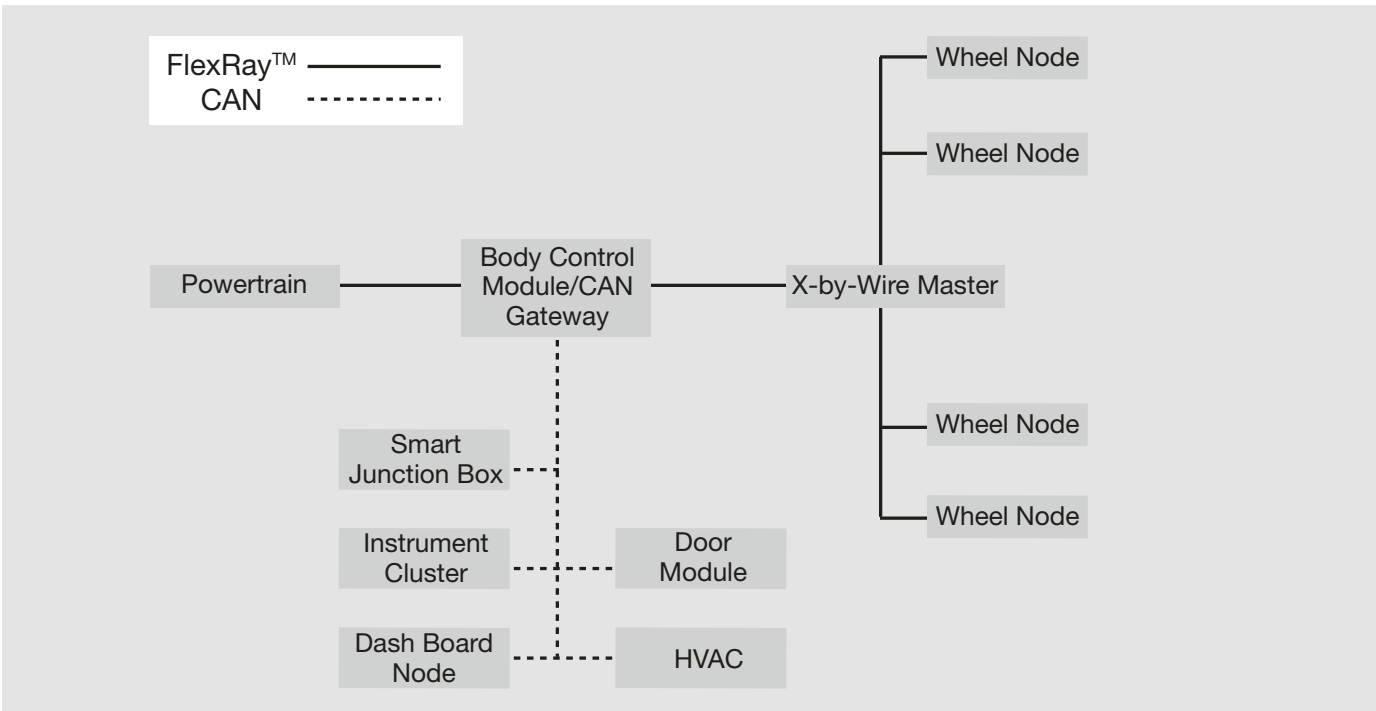 FlexRay™
CAN
Wheel Node
Wheel Node
Powertrain
Body Control
Module/CAN
Gateway
X-by-Wire Master
Smart
Junction Box
Wheel Node
Wheel Node
Instrument
Cluster
Door
Module
Dash Board
Node
HVAC